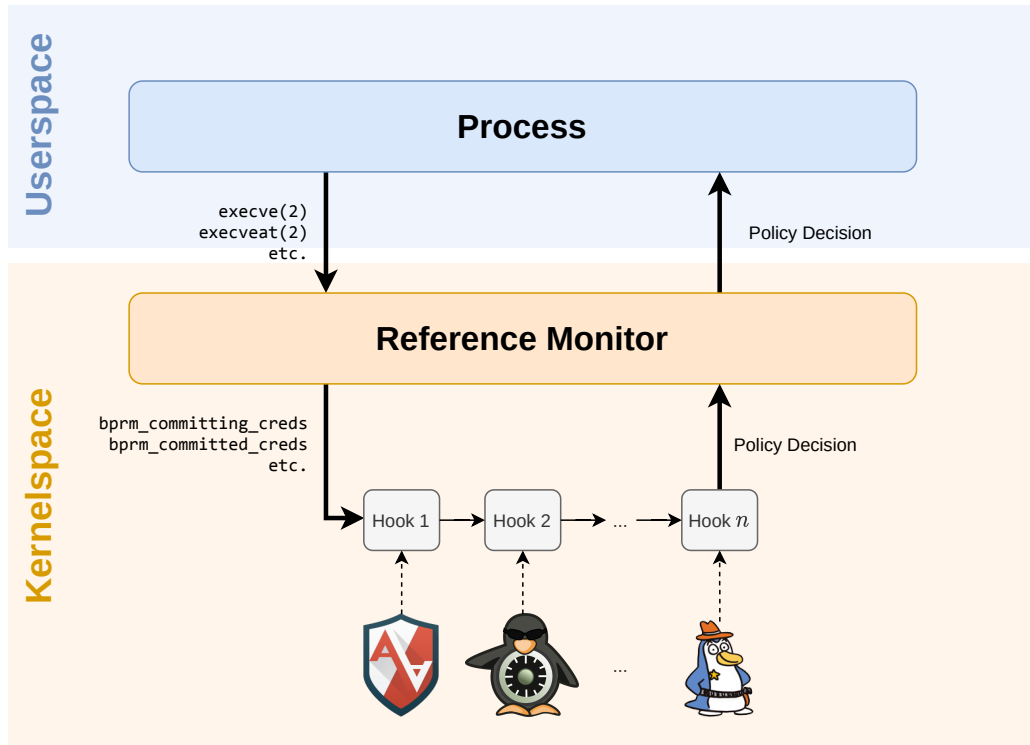 Userspace
Process
execve(2)
execveat(2)
etc.
Policy Decision
Kernelspace
Reference Monitor
bprm_committing_creds
bprm_committed_creds
etc.
Policy Decision
Hook 1
Hook 2
...
Hook n
AA
...